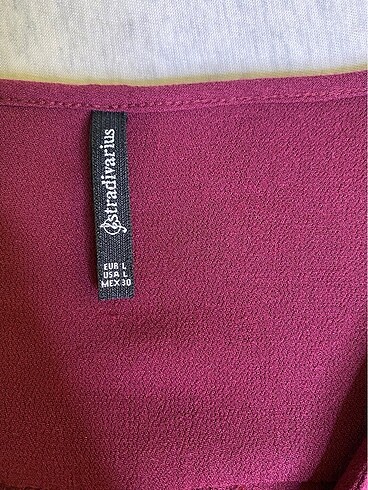 stradivarius
EUR L
USA L
MEX 30